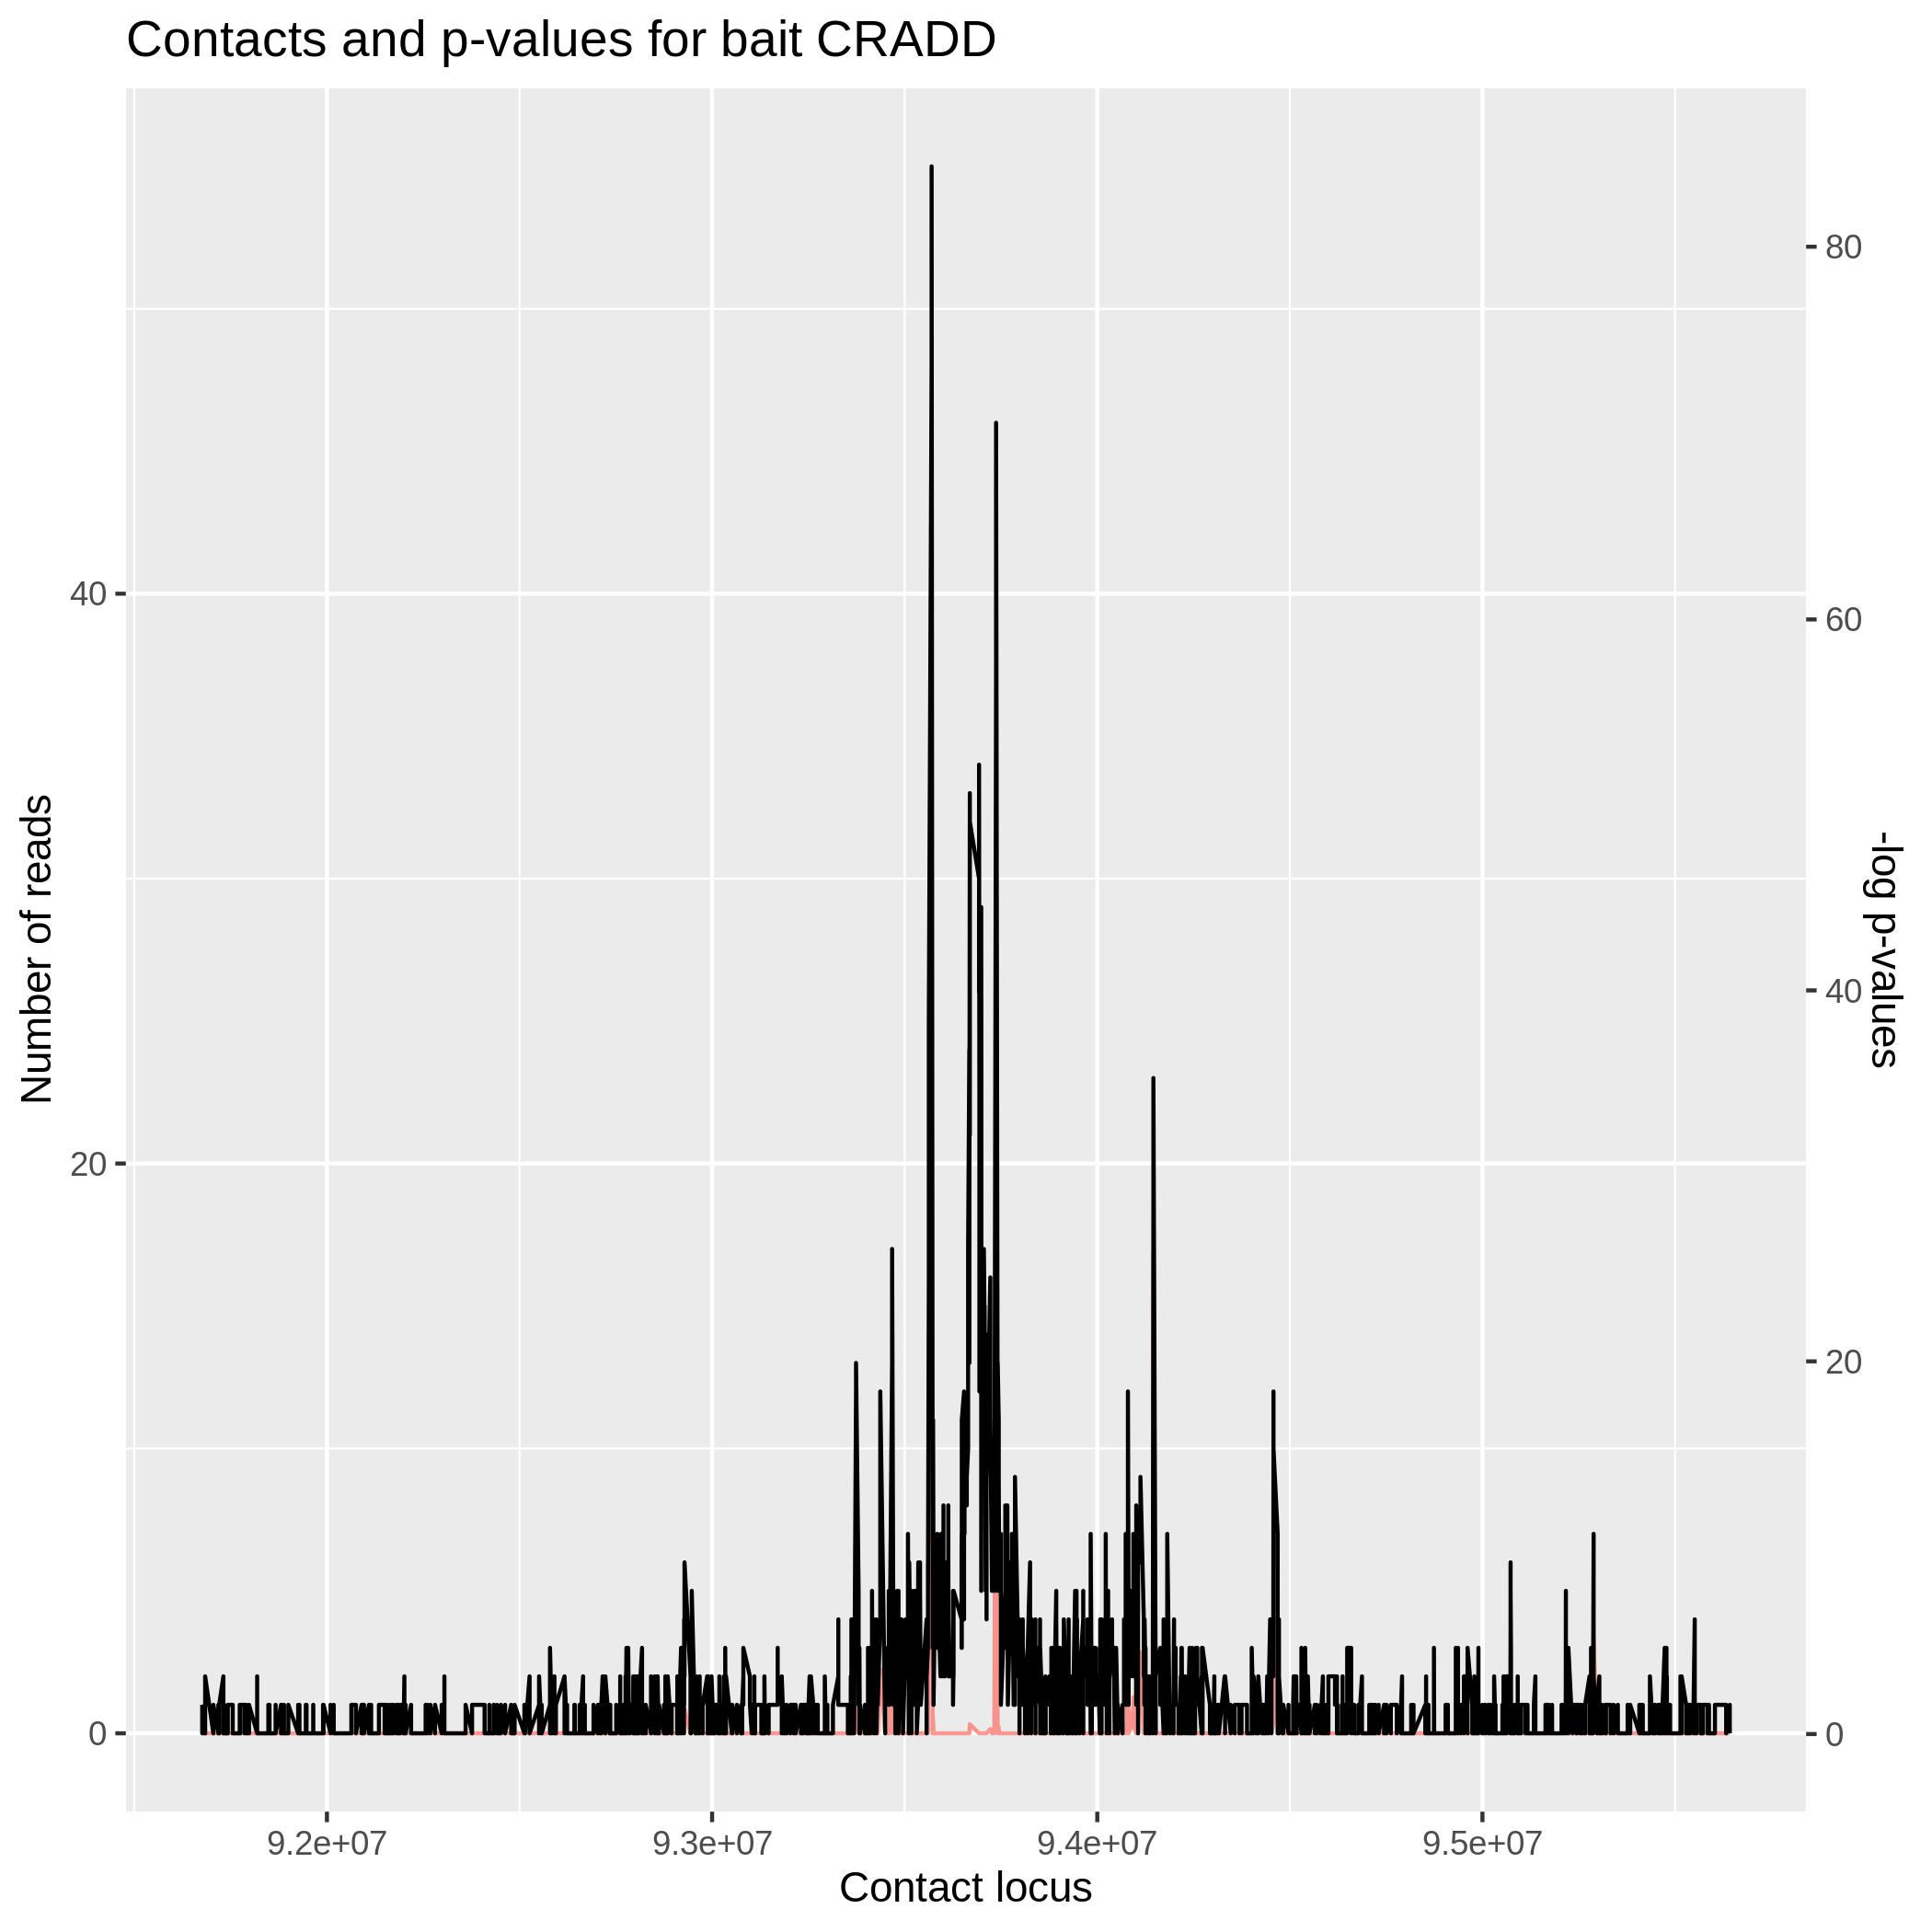 Contacts and p-values for bait CRADD
Number of reads
40
20
0
80
60
40
20
0
-log p-values
9.2e+07 9.3e+07 9.4e+07 9.5e+07
Contact locus